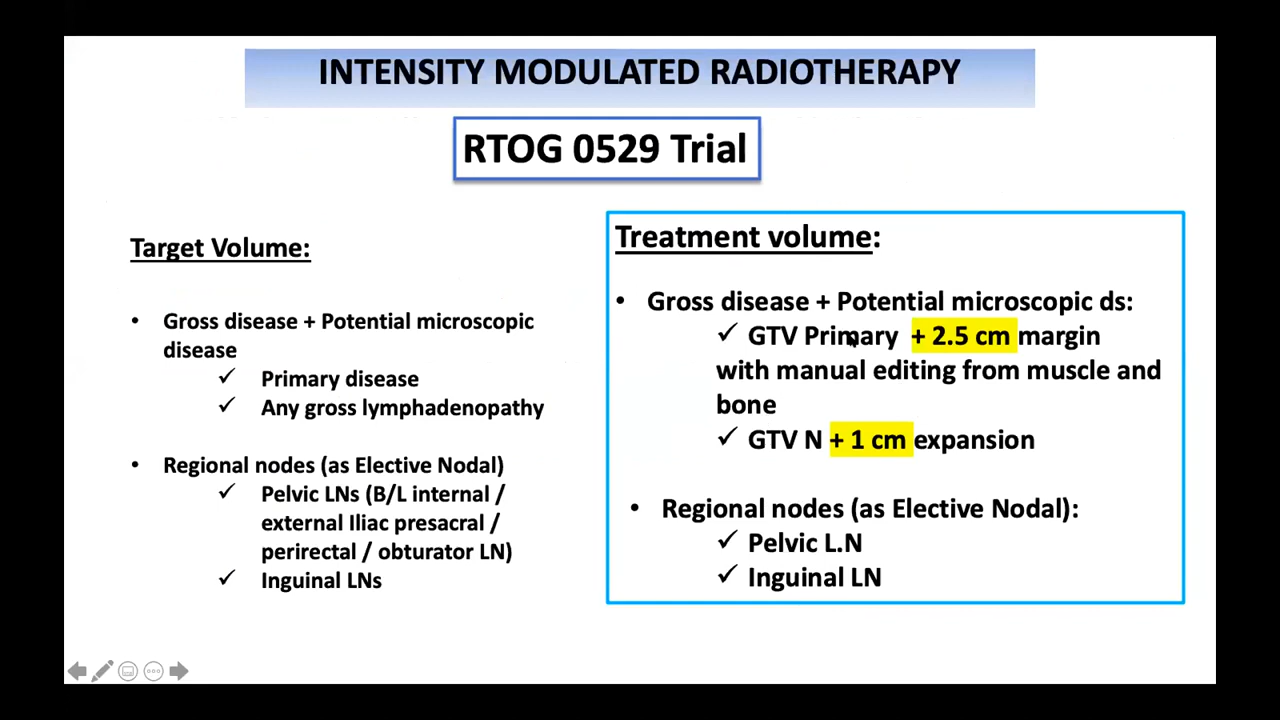 INTENSITY MODULATED RADIOTHERAPY
RTOG 0529 Trial
Target Volume:
• Gross disease + Potential microscopic
disease
✓ Primary disease
✓ Any gross lymphadenopathy
• Regional nodes (as Elective Nodal)
✓ Pelvic LNs (B/L internal /
external Iliac presacral /
perirectal / obturator LN)
✓ Inguinal LNs
Treatment volume:
• Gross disease + Potential microscopic ds:
✓ GTV Primary + 2.5 cm margin
with manual editing from muscle and
bone
✓ GTV N + 1 cm expansion
• Regional nodes (as Elective Nodal):
✓ Pelvic L.N
✓ Inguinal LN